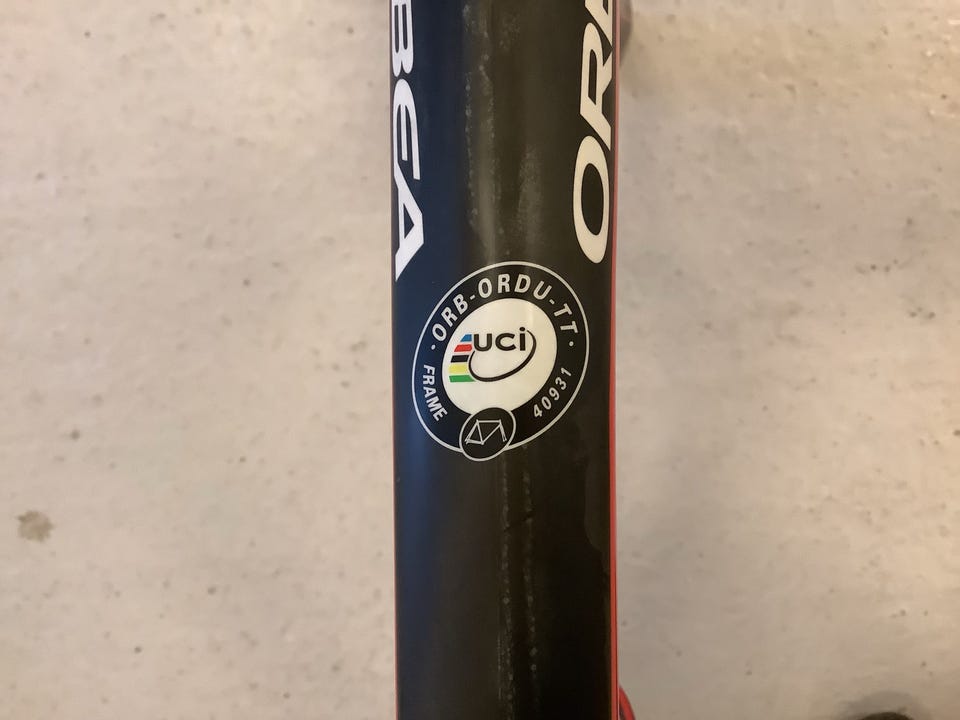 BEA
OR
·ORB-ORDU-TT·
UCi
FRAME
40931